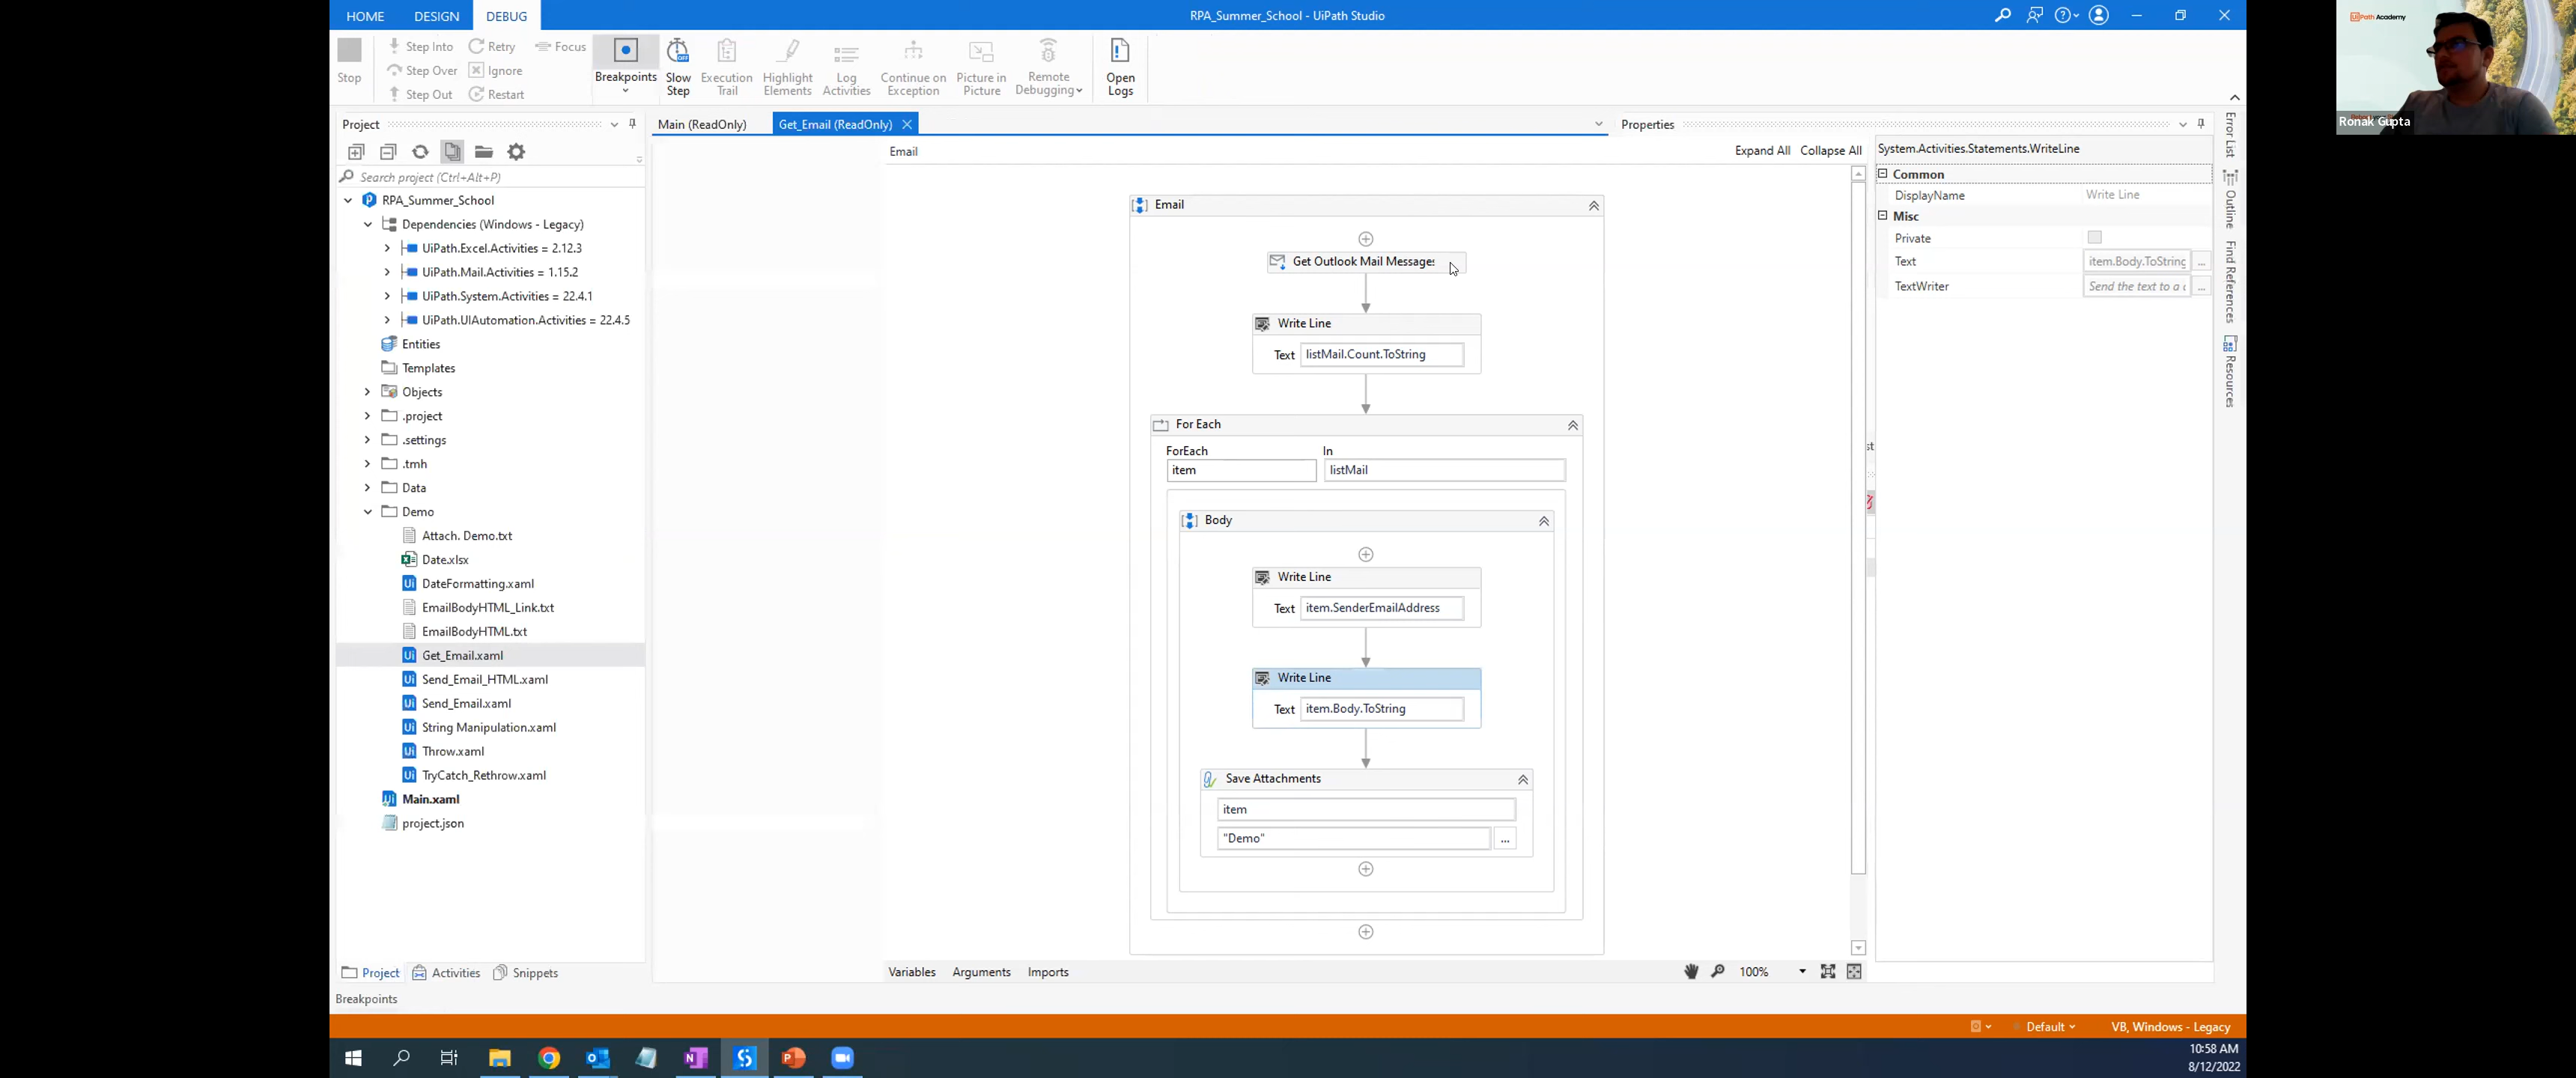 HOME DESIGN DEBUG
RPA_Summer_School - UiPath Studio
UiPath Academy
Ronak Gupta
Stop
Step Into Retry Focus
Step Over Ignore
Step Out Restart
Breakpoints
Slow Step
Execution Trail
Highlight Elements
Log Activities
Continue on Exception
Picture in Picture
Remote Debugging
Open Logs
Project
Search project (Ctrl+Alt+P)
RPA_Summer_School
Dependencies (Windows - Legacy)
UiPath.Excel.Activities = 2.12.3
UiPath.Mail.Activities = 1.15.2
UiPath.System.Activities = 22.4.1
UiPath.UIAutomation.Activities = 22.4.5
Entities
Templates
Objects
.project
.settings
.tmh
Data
Demo
Attach. Demo.txt
Date.xlsx
DateFormatting.xaml
EmailBodyHTML_Link.txt
EmailBodyHTML.txt
Get_Email.xaml
Send_Email_HTML.xaml
Send_Email.xaml
String Manipulation.xaml
Throw.xaml
TryCatch_Rethrow.xaml
Main.xaml
project.json
Project Activities Snippets
Breakpoints
Main (ReadOnly) Get_Email (ReadOnly)
Email Expand All Collapse All
Email
Get Outlook Mail Messages
Write Line
Text listMail.Count.ToString
For Each
ForEach In
item listMail
Body
Write Line
Text item.SenderEmailAddress
Write Line
Text item.Body.ToString
Save Attachments
item
"Demo" ...
Variables Arguments Imports 100%
Properties
System.Activities.Statements.WriteLine
Common
DisplayName Write Line
Misc
Private
Text item.Body.ToString ...
TextWriter Send the text to a ...
Error List
Outline
Find References
Resources
Default VB, Windows - Legacy
10:58 AM
8/12/2022